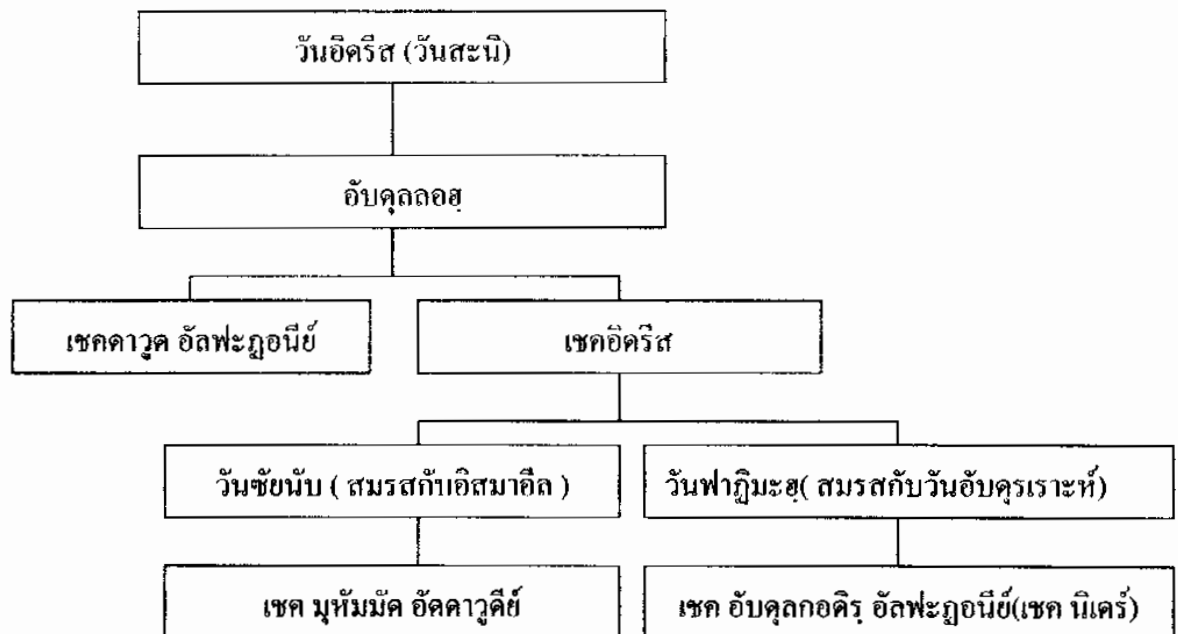 วันอิดรีส (วันสะนิ)
อับดุลลอฮฺ
เชคดาวูด อัลฟะฏอนีย์
เชคอิดรีส
วันซัยนับ ( สมรสกับอิสมาอีล )
วันฟาฏิมะฮฺ( สมรสกับวันอับดุรเราะห์)
เชค มุหัมมัด อัดดาวูดีย์
เชค อับดุลกอดิรฺ อัลฟะฏอนีย์(เชค นิเดร์)